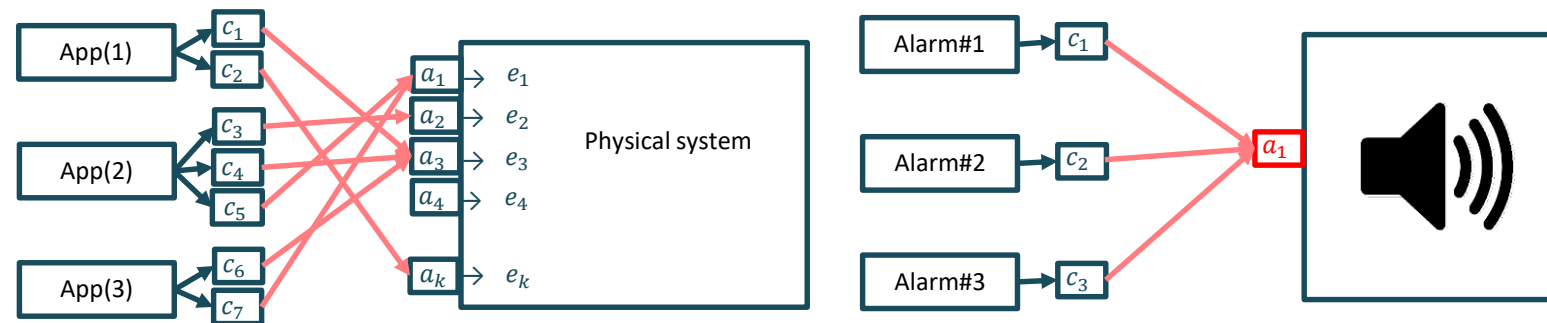 App(1)
c₁
c₂
App(2)
c₃
c₄
c₅
App(3)
c₆
c₇
a₁ → e₁
a₂ → e₂
a₃ → e₃
a₄ → e₄
aₖ → eₖ
Physical system
Alarm#1
c₁
Alarm#2
c₂
Alarm#3
c₃
a₁